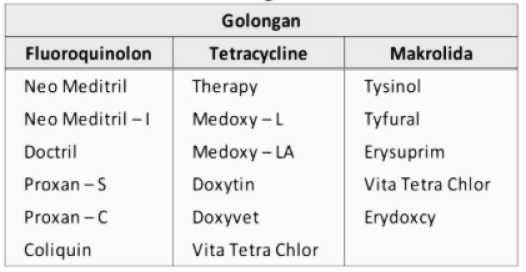 Golongan
Fluoroquinolon Tetracycline Makrolida
Neo Meditril Therapy Tysinol
Neo Meditril – I Medoxy – L Tyfural
Doctril Medoxy – LA Erysuprim
Proxan – S Doxytin Vita Tetra Chlor
Proxan – C Doxyvet Erydoxcy
Coliquin Vita Tetra Chlor